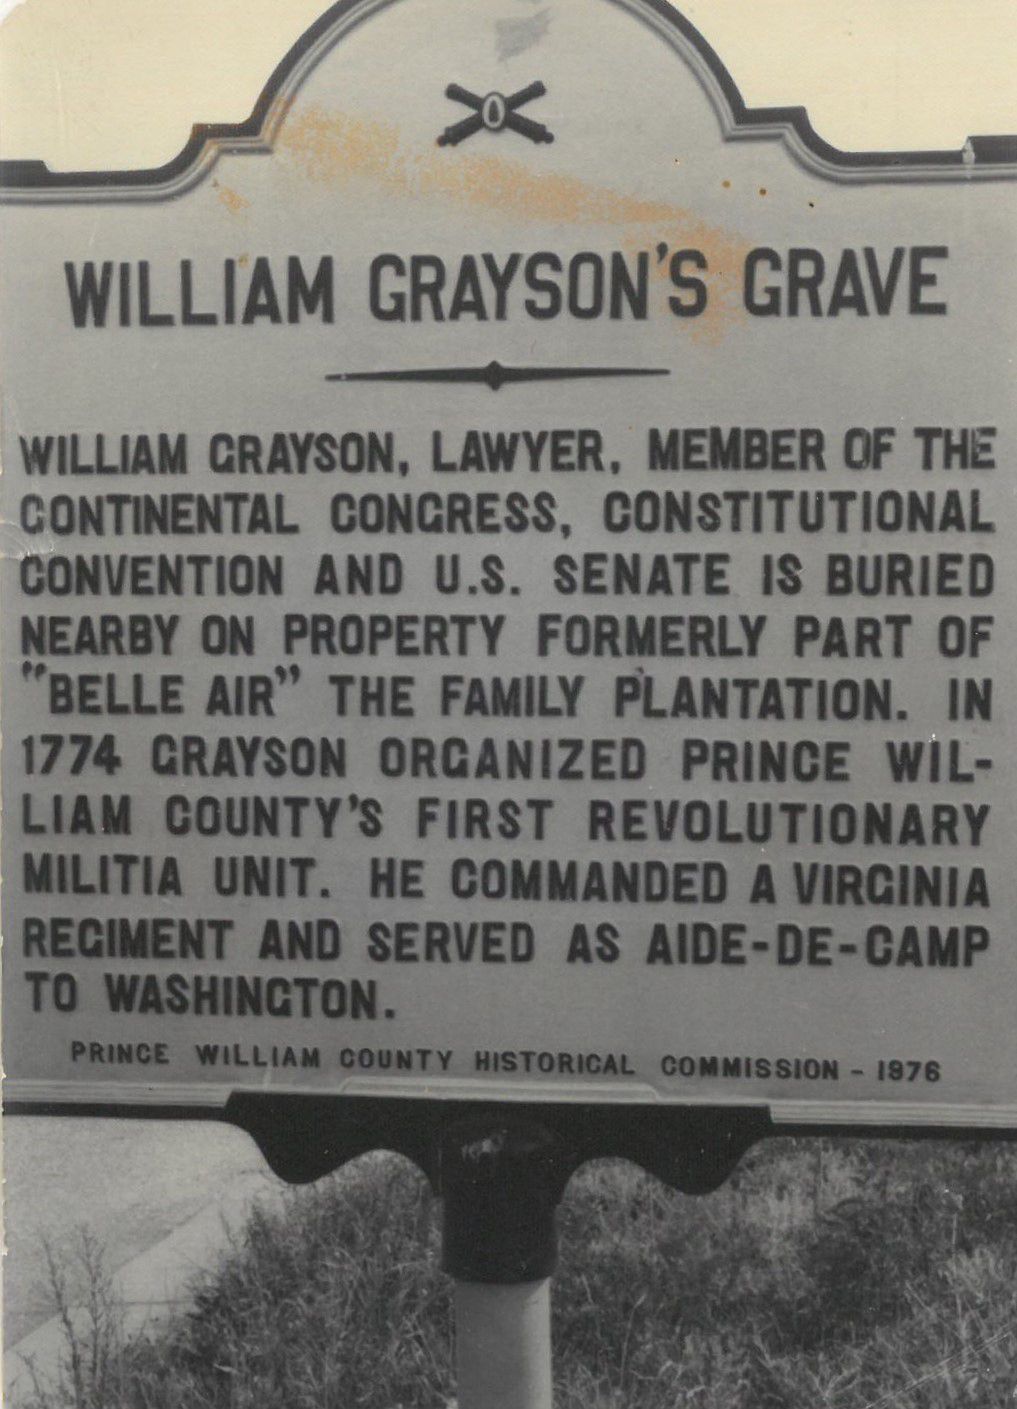 WILLIAM GRAYSON'S GRAVE
WILLIAM GRAYSON, LAWYER, MEMBER OF THE
CONTINENTAL CONGRESS, CONSTITUTIONAL
CONVENTION AND U.S. SENATE IS BURIED
NEARBY ON PROPERTY FORMERLY PART OF
"BELLE AIR" THE FAMILY PLANTATION. IN
1774 GRAYSON ORGANIZED PRINCE WIL-
LIAM COUNTY'S FIRST REVOLUTIONARY
MILITIA UNIT. HE COMMANDED A VIRGINIA
REGIMENT AND SERVED AS AIDE-DE-CAMP
TO WASHINGTON.
PRINCE WILLIAM COUNTY HISTORICAL COMMISSION - 1976